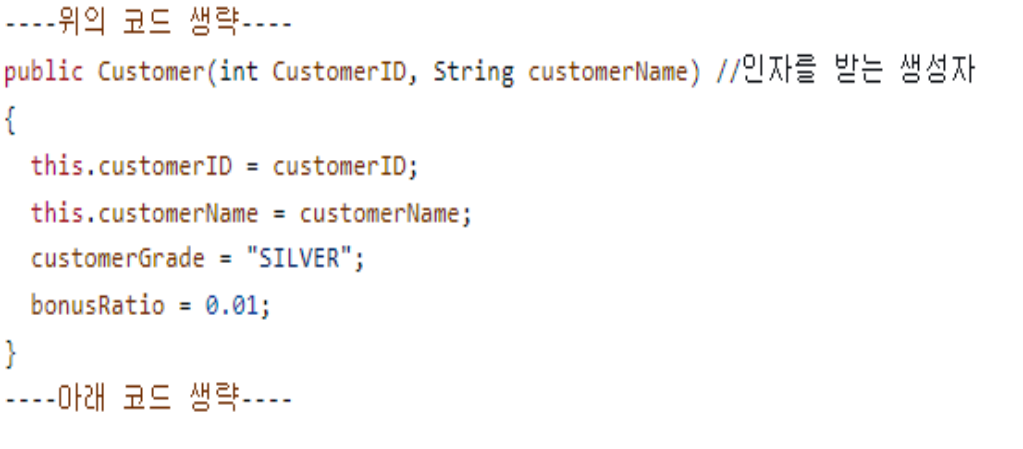 ----위의 코드 생략----
public Customer(int CustomerID, String customerName) //인자를 받는 생성자
{
this.customerID = customerID;
this.customerName = customerName;
customerGrade = "SILVER";
bonusRatio = 0.01;
}
----아래 코드 생략----